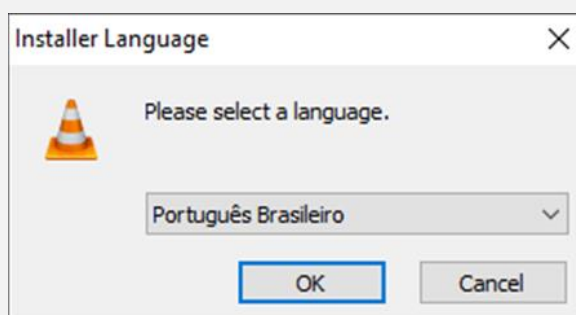 Installer Language
Please select a language.
Português Brasileiro
OK
Cancel